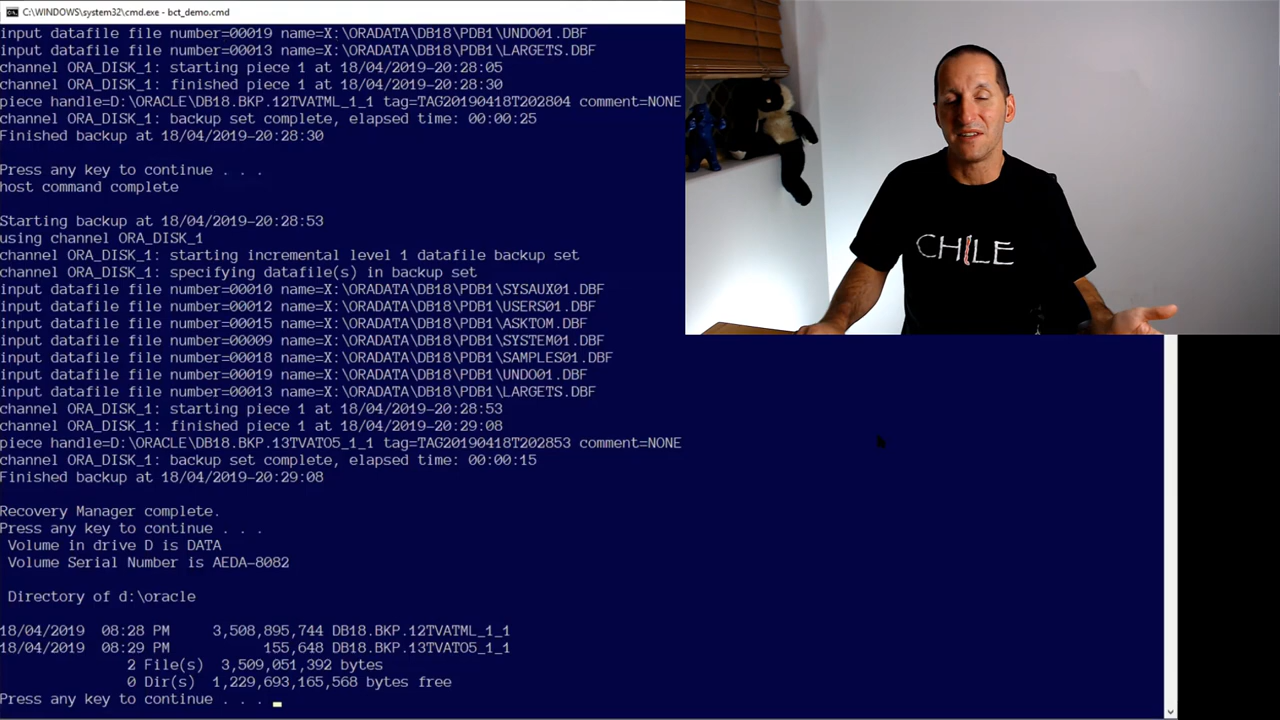 C:\WINDOWS\system32\cmd.exe - bct_demo.cmd
input datafile file number=00019 name=X:\ORADATA\DB18\PDB1\UNDO01.DBF
input datafile file number=00013 name=X:\ORADATA\DB18\PDB1\LARGETS.DBF
channel ORA_DISK_1: starting piece 1 at 18/04/2019-20:28:05
channel ORA_DISK_1: finished piece 1 at 18/04/2019-20:28:30
piece handle=D:\ORACLE\DB18.BKP.12TVATML_1_1 tag=TAG20190418T202804 comment=NONE
channel ORA_DISK_1: backup set complete, elapsed time: 00:00:25
Finished backup at 18/04/2019-20:28:30
Press any key to continue . . .
host command complete
Starting backup at 18/04/2019-20:28:53
using channel ORA_DISK_1
channel ORA_DISK_1: starting incremental level 1 datafile backup set
channel ORA_DISK_1: specifying datafile(s) in backup set
input datafile file number=00010 name=X:\ORADATA\DB18\PDB1\SYSAUX01.DBF
input datafile file number=00012 name=X:\ORADATA\DB18\PDB1\USERS01.DBF
input datafile file number=00015 name=X:\ORADATA\DB18\PDB1\ASKTOM.DBF
input datafile file number=00009 name=X:\ORADATA\DB18\PDB1\SYSTEM01.DBF
input datafile file number=00018 name=X:\ORADATA\DB18\PDB1\SAMPLES01.DBF
input datafile file number=00019 name=X:\ORADATA\DB18\PDB1\UNDO01.DBF
input datafile file number=00013 name=X:\ORADATA\DB18\PDB1\LARGETS.DBF
channel ORA_DISK_1: starting piece 1 at 18/04/2019-20:28:53
channel ORA_DISK_1: finished piece 1 at 18/04/2019-20:29:08
piece handle=D:\ORACLE\DB18.BKP.13TVATO5_1_1 tag=TAG20190418T202853 comment=NONE
channel ORA_DISK_1: backup set complete, elapsed time: 00:00:15
Finished backup at 18/04/2019-20:29:08
Recovery Manager complete.
Press any key to continue . . .
Volume in drive D is DATA
Volume Serial Number is AEDA-8082
Directory of d:\oracle
18/04/2019  08:28 PM     3,508,895,744 DB18.BKP.12TVATML_1_1
18/04/2019  08:29 PM           155,648 DB18.BKP.13TVATO5_1_1
2 File(s)  3,509,051,392 bytes
0 Dir(s)  1,229,693,165,568 bytes free
Press any key to continue . . .
CHILE